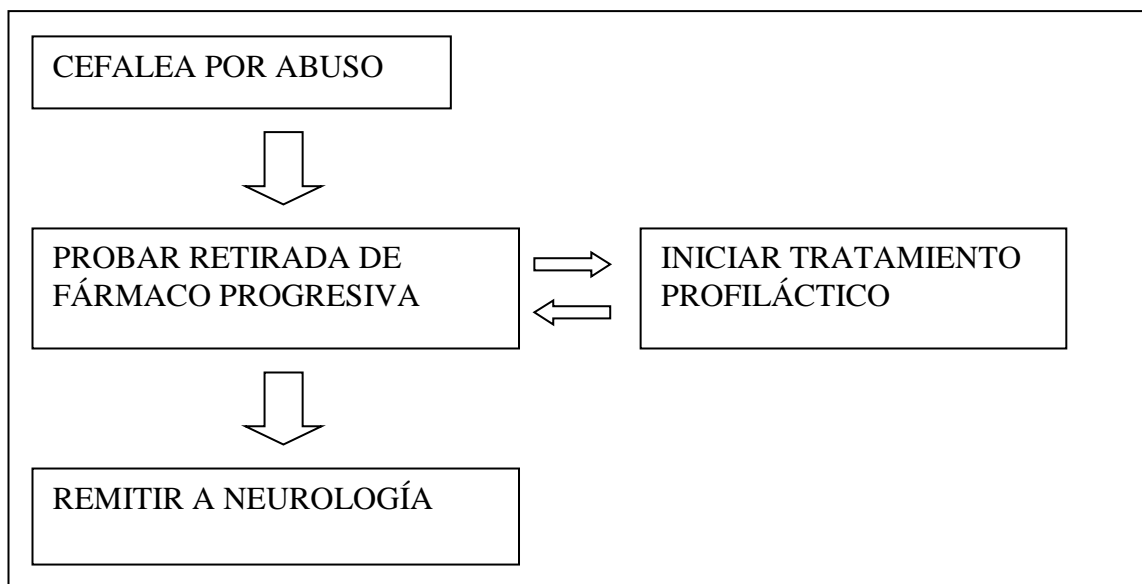 CEFALEA POR ABUSO
PROBAR RETIRADA DE
FÁRMACO PROGRESIVA
INICIAR TRATAMIENTO
PROFILÁCTICO
REMITIR A NEUROLOGÍA